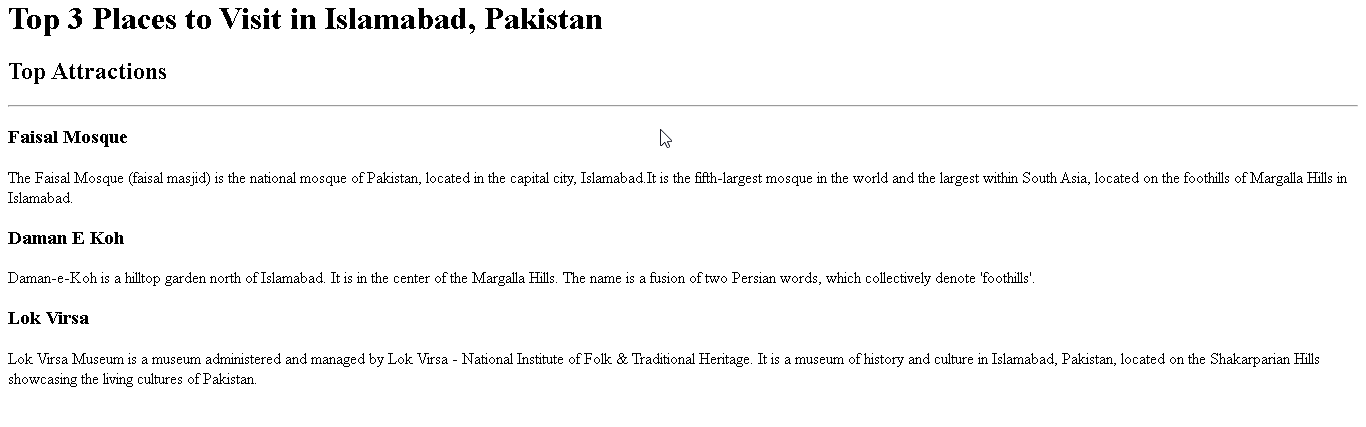 Top 3 Places to Visit in Islamabad, Pakistan
Top Attractions
Faisal Mosque
The Faisal Mosque (faisal masjid) is the national mosque of Pakistan, located in the capital city, Islamabad.It is the fifth-largest mosque in the world and the largest within South Asia, located on the foothills of Margalla Hills in
Islamabad.
Daman E Koh
Daman-e-Koh is a hilltop garden north of Islamabad. It is in the center of the Margalla Hills. The name is a fusion of two Persian words, which collectively denote 'foothills'.
Lok Virsa
Lok Virsa Museum is a museum administered and managed by Lok Virsa - National Institute of Folk & Traditional Heritage. It is a museum of history and culture in Islamabad, Pakistan, located on the Shakarparian Hills
showcasing the living cultures of Pakistan.